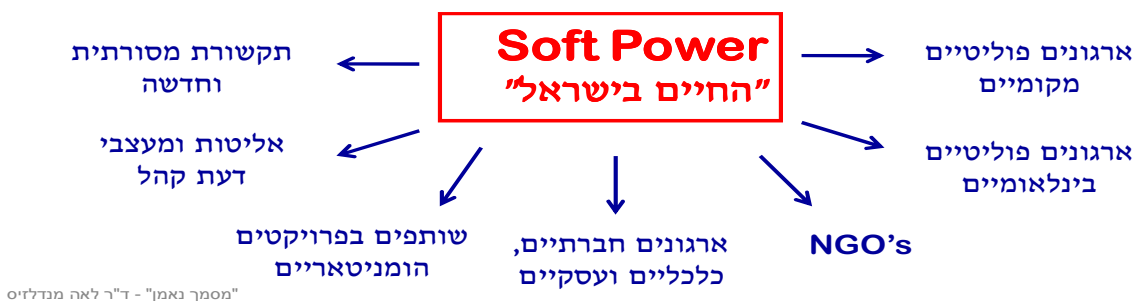 Soft Power
"החיים בישראל"
ארגונים פוליטיים
מקומיים
ארגונים פוליטיים
בינלאומיים
NGO's
ארגונים חברתיים,
כלכליים ועסקיים
שותפים בפרויקטים
הומניטאריים
אליטות ומעצבי
דעת קהל
תקשורת מסורתית
וחדשה
"מסמך נאמן" - ד"ר לאה מנדלזיס